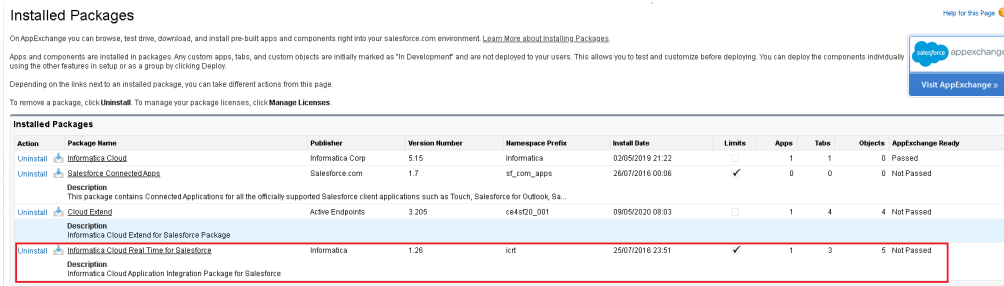 Installed Packages
Help for this Page
On AppExchange you can browse, test drive, download, and install pre-built apps and components right into your salesforce.com environment. Learn More about Installing Packages.
Apps and components are installed in packages. Any custom apps, tabs, and custom objects are initially marked as "In Development" and are not deployed to your users. This allows you to test and customize before deploying. You can deploy the components individually
using the other features in setup or as a group by clicking Deploy.
salesforce appexchange
Visit AppExchange »
Depending on the links next to an installed package, you can take different actions from this page.
To remove a package, click Uninstall. To manage your package licenses, click Manage Licenses.
Installed Packages
Action Package Name Publisher Version Number Namespace Prefix Install Date Limits Apps Tabs Objects AppExchange Ready
Uninstall Informatica Cloud Informatica Corp 5.15 Informatica 02/05/2019 21:22 1 1 0 Passed
Uninstall Salesforce Connected Apps Salesforce.com 1.7 sf_com_apps 26/07/2016 00:06 ✓ 0 0 0 Not Passed
Description
This package contains Connected Applications for all the officially supported Salesforce client applications such as Touch, Salesforce for Outlook, Sa...
Uninstall Cloud Extend Active Endpoints 3.205 ce4sf20_001 09/05/2020 08:03 1 4 4 Not Passed
Description
Informatica Cloud Extend for Salesforce Package
Uninstall Informatica Cloud Real Time for Salesforce Informatica 1.26 icrt 25/07/2016 23:51 ✓ 1 3 5 Not Passed
Description
Informatica Cloud Application Integration Package for Salesforce